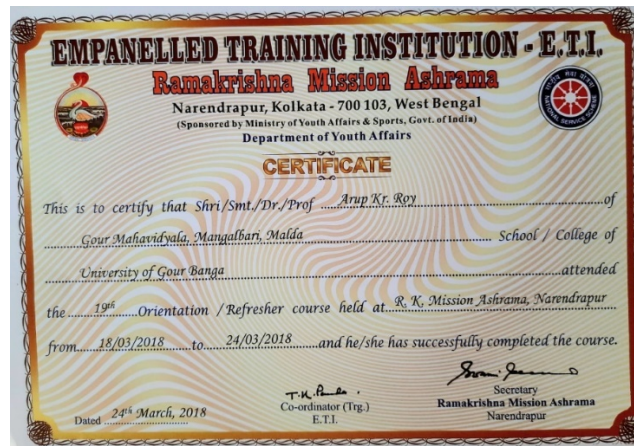 EMPANELLED TRAINING INSTITUTION - E.T.I.
Ramakrishna Mission Ashrama
Narendrapur, Kolkata - 700 103, West Bengal
(Sponsored by Ministry of Youth Affairs & Sports, Govt. of India)
Department of Youth Affairs
CERTIFICATE
This is to certify that Shri/Smt./Dr./Prof ....Arup Kr. Roy....of
Gour Mahavidyala, Mangalbari, Malda .... School / College of
University of Gour Banga ....attended
the ....19th....Orientation / Refresher course held at..R. K. Mission Ashrama, Narendrapur
from....18/03/2018....to....24/03/2018....and he/she has successfully completed the course.
Co-ordinator (Trg.)
E.T.I.
Secretary
Ramakrishna Mission Ashrama
Narendrapur
Dated ..24th March, 2018
NATIONAL SERVICE SCHEME